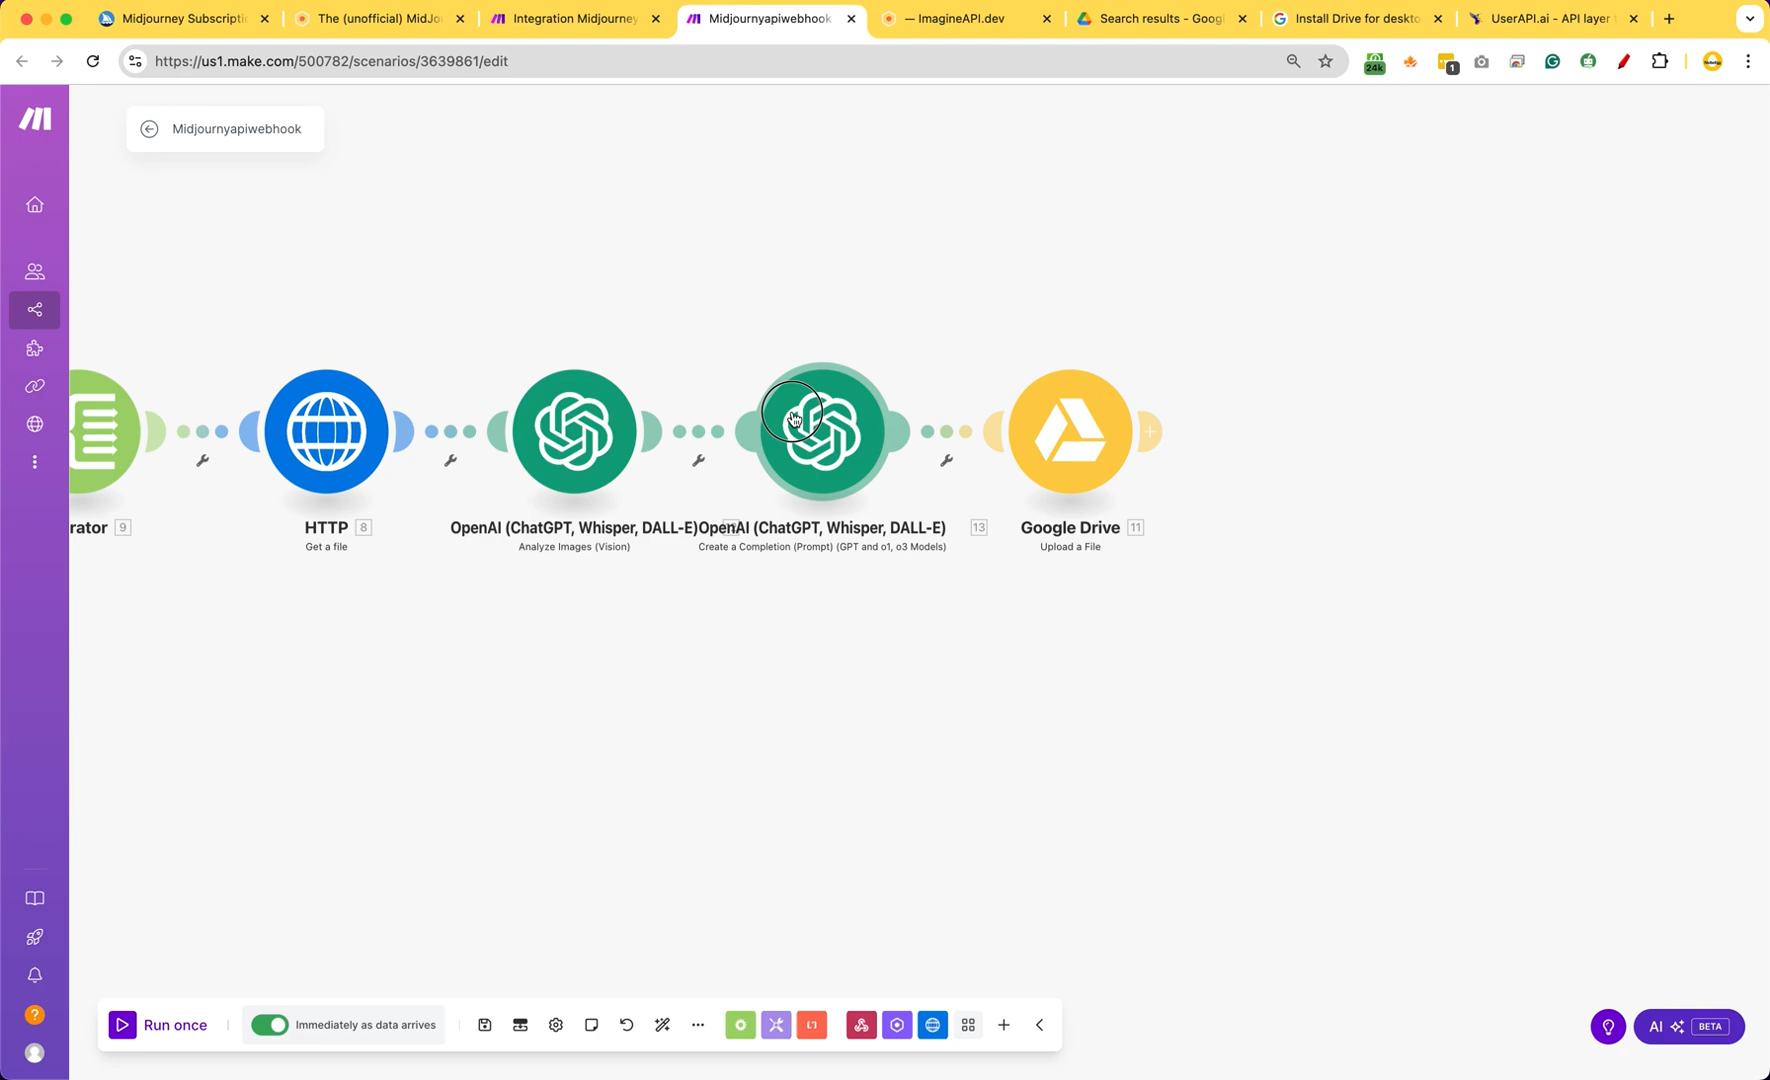 Midjourney Subscripti
The (unofficial) MidJo
Integration Midjourney
Midjournyapiwebhook
— ImagineAPI.dev
Search results - Googl
Install Drive for deskto
UserAPI.ai - API layer
https://us1.make.com/500782/scenarios/3639861/edit
24k
1
Midjournyapiwebhook
rator 9
HTTP 8
Get a file
OpenAI (ChatGPT, Whisper, DALL-E)
Analyze Images (Vision)
OpenAI (ChatGPT, Whisper, DALL-E) 13
Create a Completion (Prompt) (GPT and o1, o3 Models)
Google Drive 11
Upload a File
Run once
Immediately as data arrives
AI BETA